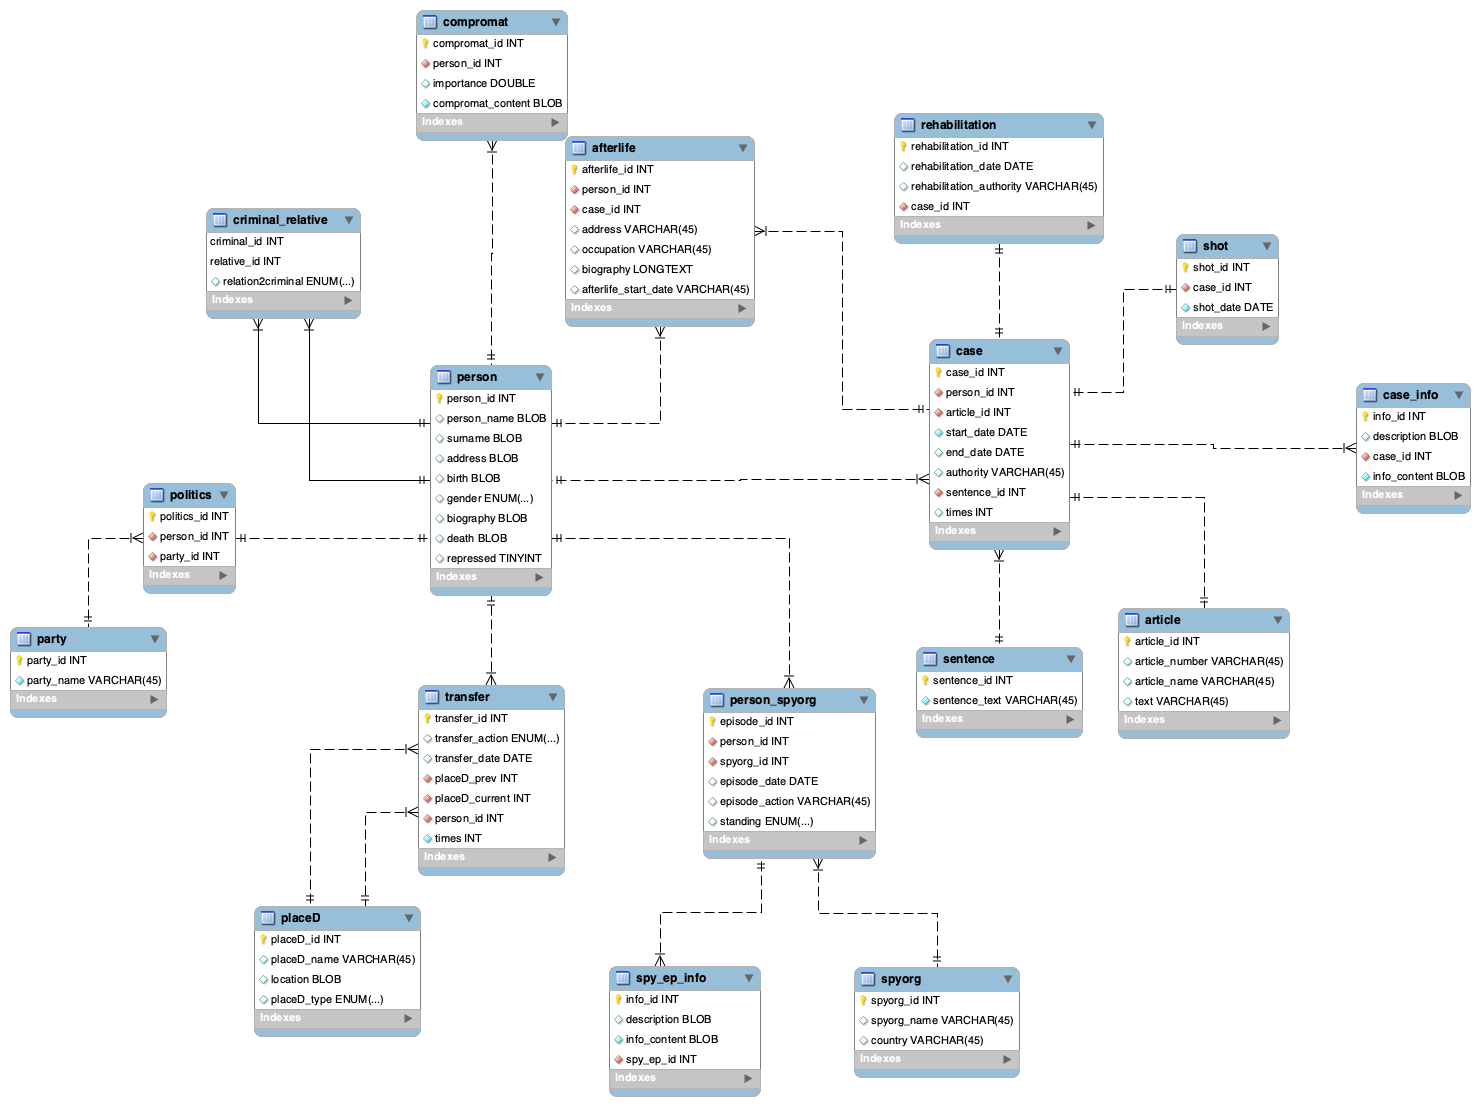 compromat
compromat_id INT
person_id INT
importance DOUBLE
compromat_content BLOB
Indexes
afterlife
afterlife_id INT
person_id INT
case_id INT
address VARCHAR(45)
occupation VARCHAR(45)
biography LONGTEXT
afterlife_start_date VARCHAR(45)
Indexes
rehabilitation
rehabilitation_id INT
rehabilitation_date DATE
rehabilitation_authority VARCHAR(45)
case_id INT
Indexes
criminal_relative
criminal_id INT
relative_id INT
relation2criminal ENUM(...)
Indexes
shot
shot_id INT
case_id INT
shot_date DATE
Indexes
person
person_id INT
person_name BLOB
surname BLOB
address BLOB
birth BLOB
gender ENUM(...)
biography BLOB
death BLOB
repressed TINYINT
Indexes
case
case_id INT
person_id INT
article_id INT
start_date DATE
end_date DATE
authority VARCHAR(45)
sentence_id INT
times INT
Indexes
case_info
info_id INT
description BLOB
case_id INT
info_content BLOB
Indexes
politics
politics_id INT
person_id INT
party_id INT
Indexes
party
party_id INT
party_name VARCHAR(45)
Indexes
transfer
transfer_id INT
transfer_action ENUM(...)
transfer_date DATE
placeD_prev INT
placeD_current INT
person_id INT
times INT
Indexes
person_spyorg
episode_id INT
person_id INT
spyorg_id INT
episode_date DATE
episode_action VARCHAR(45)
standing ENUM(...)
Indexes
sentence
sentence_id INT
sentence_text VARCHAR(45)
Indexes
article
article_id INT
article_number VARCHAR(45)
article_name VARCHAR(45)
text VARCHAR(45)
Indexes
placeD
placeD_id INT
placeD_name VARCHAR(45)
location BLOB
placeD_type ENUM(...)
Indexes
spy_ep_info
info_id INT
description BLOB
info_content BLOB
spy_ep_id INT
Indexes
spyorg
spyorg_id INT
spyorg_name VARCHAR(45)
country VARCHAR(45)
Indexes